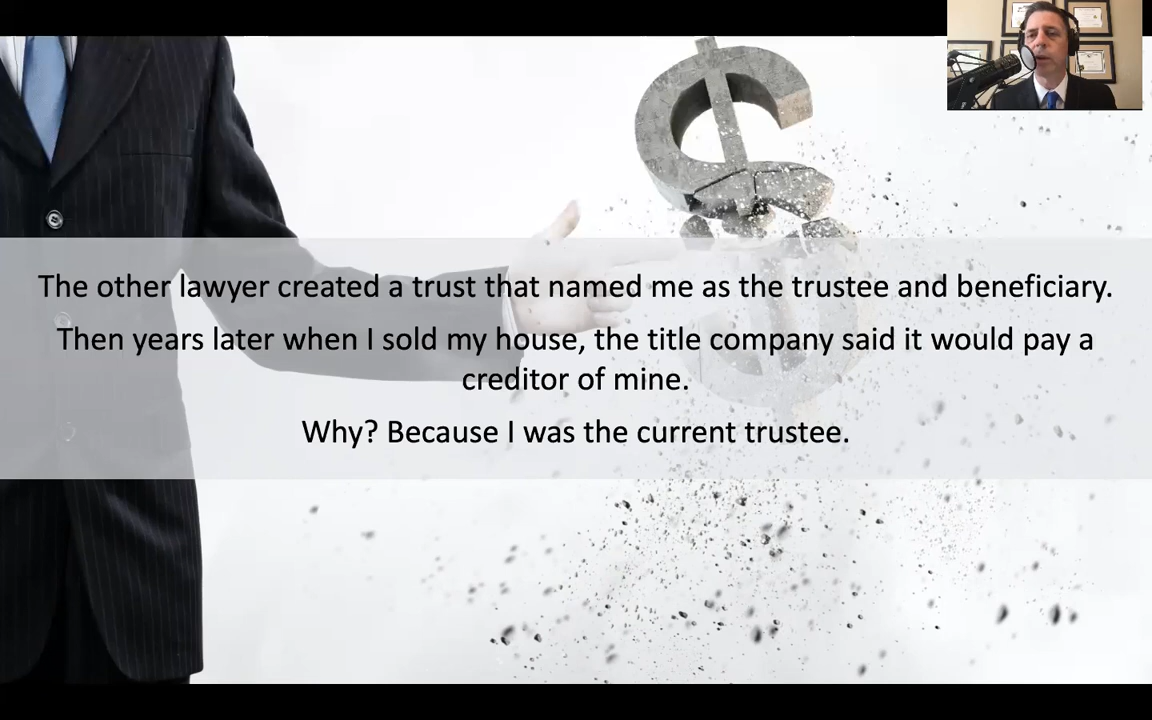 The other lawyer created a trust that named me as the trustee and beneficiary.
Then years later when I sold my house, the title company said it would pay a
creditor of mine.
Why? Because I was the current trustee.